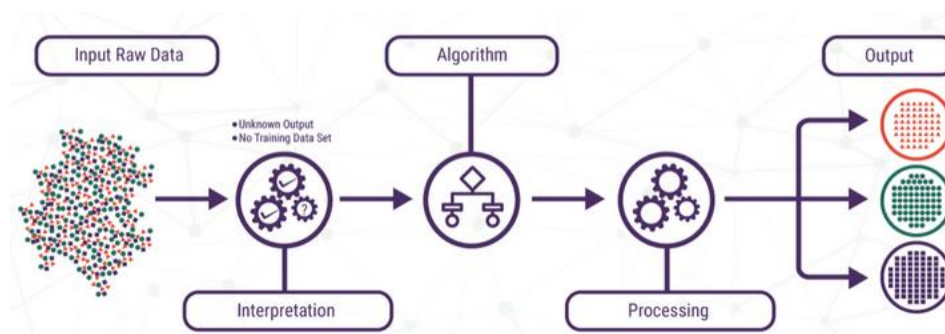 Input Raw Data
Algorithm
Output
• Unknown Output
• No Training Data Set
?
Interpretation
Processing